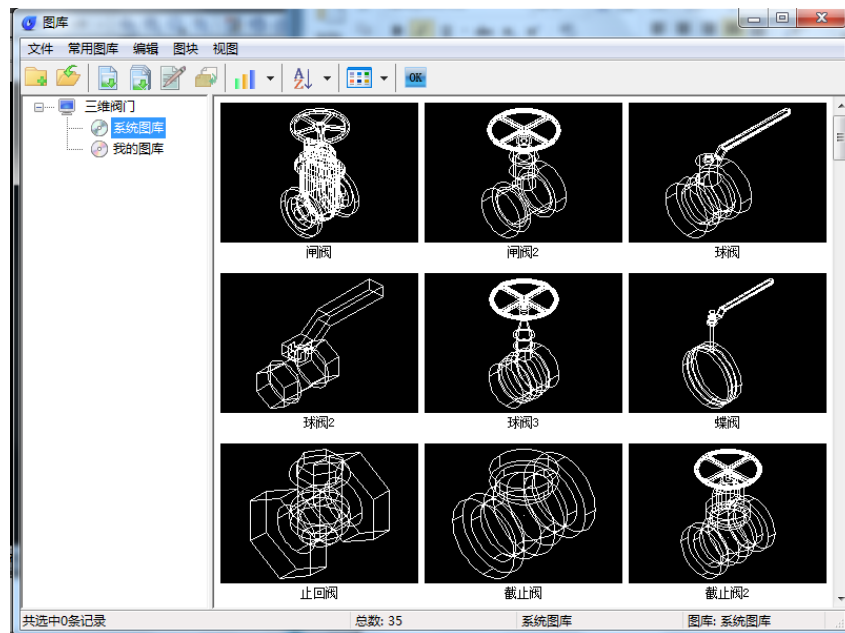 图库
文件 常用图库 编辑 图块 视图
OK
三维阀门
系统图库
我的图库
闸阀 闸阀2 球阀
球阀2 球阀3 蝶阀
止回阀 截止阀 截止阀2
共选中0条记录 总数: 35 系统图库 图库: 系统图库